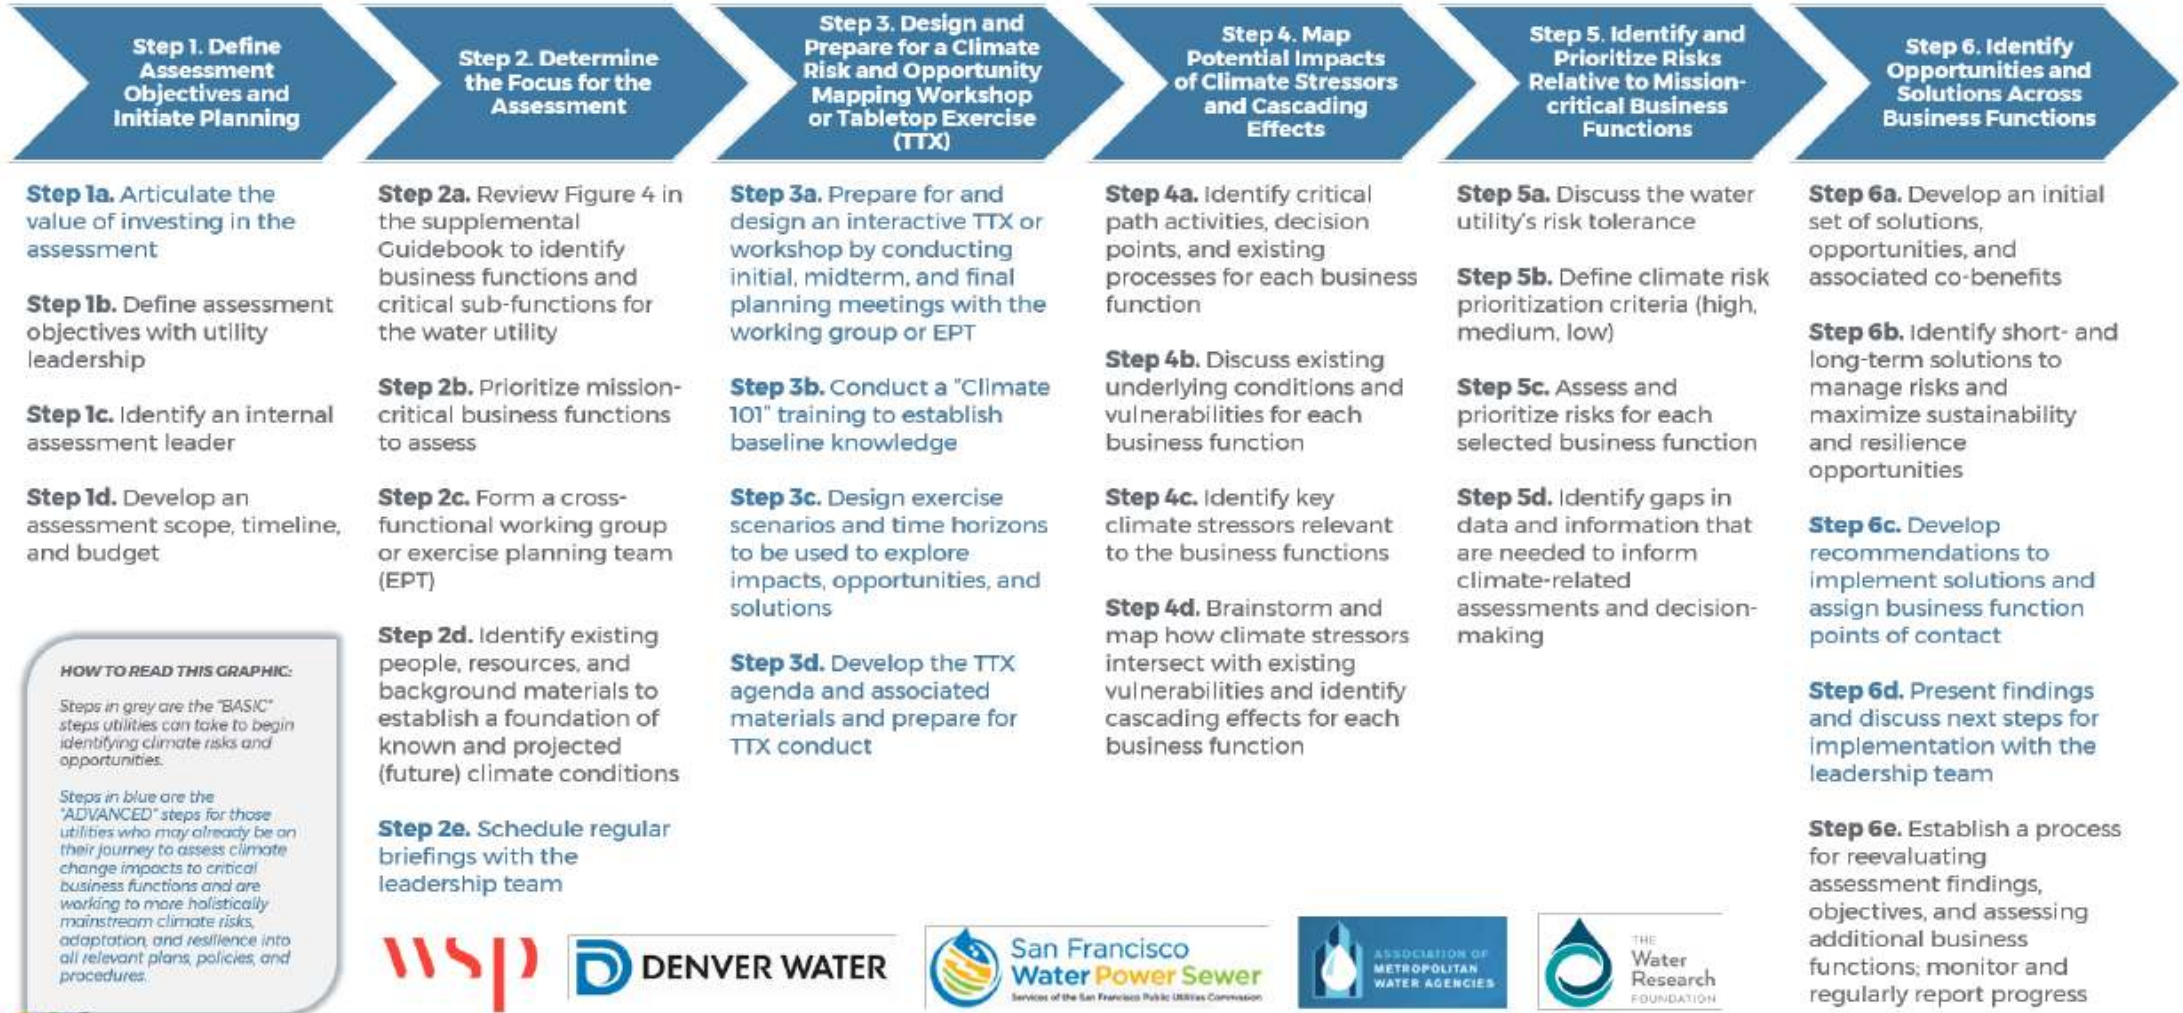 Step 1. Define
Assessment
Objectives and
Initiate Planning
Step 2. Determine
the Focus for the
Assessment
Step 3. Design and
Prepare for a Climate
Risk and Opportunity
Mapping Workshop
or Tabletop Exercise
(TTX)
Step 4. Map
Potential Impacts
of Climate Stressors
and Cascading
Effects
Step 5. Identify and
Prioritize Risks
Relative to Mission-
critical Business
Functions
Step 6. Identify
Opportunities and
Solutions Across
Business Functions
Step 1a. Articulate the
value of investing in the
assessment
Step 1b. Define assessment
objectives with utility
leadership
Step 1c. Identify an internal
assessment leader
Step 1d. Develop an
assessment scope, timeline,
and budget
HOW TO READ THIS GRAPHIC:
Steps in grey are the "BASIC"
steps utilities can take to begin
identifying climate risks and
opportunities.
Steps in blue are the
"ADVANCED" steps for those
utilities who may already be on
their journey to assess climate
change impacts to critical
business functions and are
working to more holistically
mainstream climate risks,
adaptation, and resilience into
all relevant plans, policies, and
procedures.
Step 2a. Review Figure 4 in
the supplemental
Guidebook to identify
business functions and
critical sub-functions for
the water utility
Step 2b. Prioritize mission-
critical business functions
to assess
Step 2c. Form a cross-
functional working group
or exercise planning team
(EPT)
Step 2d. Identify existing
people, resources, and
background materials to
establish a foundation of
known and projected
(future) climate conditions
Step 2e. Schedule regular
briefings with the
leadership team
Step 3a. Prepare for and
design an interactive TTX or
workshop by conducting
initial, midterm, and final
planning meetings with the
working group or EPT
Step 3b. Conduct a "Climate
101" training to establish
baseline knowledge
Step 3c. Design exercise
scenarios and time horizons
to be used to explore
impacts, opportunities, and
solutions
Step 3d. Develop the TTX
agenda and associated
materials and prepare for
TTX conduct
Step 4a. Identify critical
path activities, decision
points, and existing
processes for each business
function
Step 4b. Discuss existing
underlying conditions and
vulnerabilities for each
business function
Step 4c. Identify key
climate stressors relevant
to the business functions
Step 4d. Brainstorm and
map how climate stressors
intersect with existing
vulnerabilities and identify
cascading effects for each
business function
Step 5a. Discuss the water
utility's risk tolerance
Step 5b. Define climate risk
prioritization criteria (high,
medium, low)
Step 5c. Assess and
prioritize risks for each
selected business function
Step 5d. Identify gaps in
data and information that
are needed to inform
climate-related
assessments and decision-
making
Step 6a. Develop an initial
set of solutions,
opportunities, and
associated co-benefits
Step 6b. Identify short- and
long-term solutions to
manage risks and
maximize sustainability
and resilience
opportunities
Step 6c. Develop
recommendations to
implement solutions and
assign business function
points of contact
Step 6d. Present findings
and discuss next steps for
implementation with the
leadership team
Step 6e. Establish a process
for reevaluating
assessment findings,
objectives, and assessing
additional business
functions; monitor and
regularly report progress
wsp
DENVER WATER
San Francisco
Water Power Sewer
Services of the San Francisco Public Utilities Commission
ASSOCIATION OF
METROPOLITAN
WATER AGENCIES
THE
Water
Research
FOUNDATION